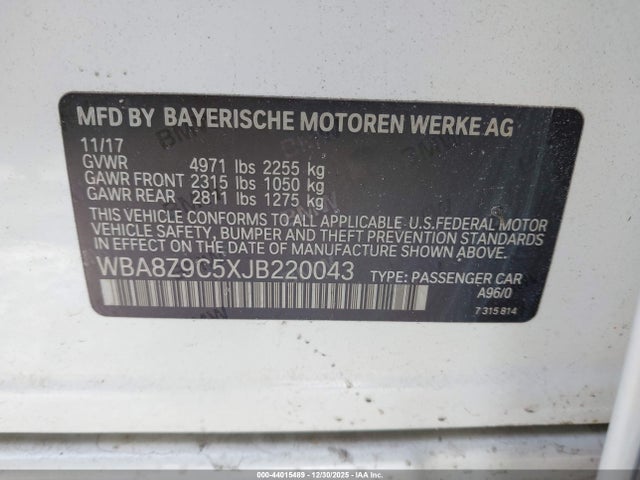 MFD BY BAYERISCHE MOTOREN WERKE AG
11/17
GVWR 4971 lbs 2255 kg
GAWR FRONT 2315 lbs 1050 kg
GAWR REAR 2811 lbs 1275 kg
THIS VEHICLE CONFORMS TO ALL APPLICABLE U.S.FEDERAL MOTOR
VEHICLE SAFETY, BUMPER AND THEFT PREVENTION STANDARDS
IN EFFECT ON THE DATE OF MANUFACTURE SHOWN ABOVE.
WBA8Z9C5XJB220043 TYPE: PASSENGER CAR
A96/0
7 315 814
000-44015489 - 12/30/2025 - COPART